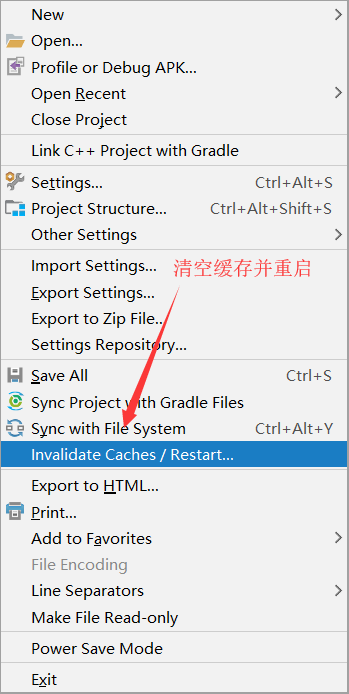 New
Open...
Profile or Debug APK...
Open Recent
Close Project
Link C++ Project with Gradle
Settings... Ctrl+Alt+S
Project Structure... Ctrl+Alt+Shift+S
Other Settings
Import Settings... 清空缓存并重启
Export Settings...
Export to Zip File...
Settings Repository...
Save All Ctrl+S
Sync Project with Gradle Files
Sync with File System Ctrl+Alt+Y
Invalidate Caches / Restart...
Export to HTML...
Print...
Add to Favorites
File Encoding
Line Separators
Make File Read-only
Power Save Mode
Exit